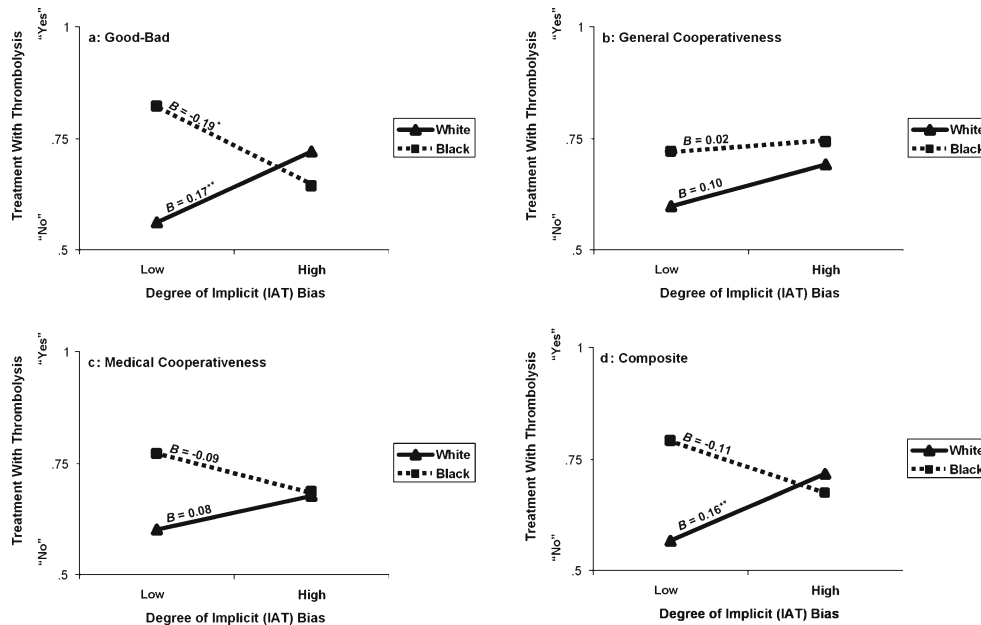 a: Good-Bad
Treatment With Thrombolysis
"No"
"Yes"
1
.75
.5
B = -0.19*
B = 0.17**
White
Black
Low
High
Degree of Implicit (IAT) Bias
b: General Cooperativeness
Treatment With Thrombolysis
"No"
"Yes"
1
.75
.5
B = 0.02
B = 0.10
White
Black
Low
High
Degree of Implicit (IAT) Bias
c: Medical Cooperativeness
Treatment With Thrombolysis
"No"
"Yes"
1
.75
.5
B = -0.09
B = 0.08
White
Black
Low
High
Degree of Implicit (IAT) Bias
d: Composite
Treatment With Thrombolysis
"No"
"Yes"
1
.75
.5
B = -0.11
B = 0.16**
White
Black
Low
High
Degree of Implicit (IAT) Bias